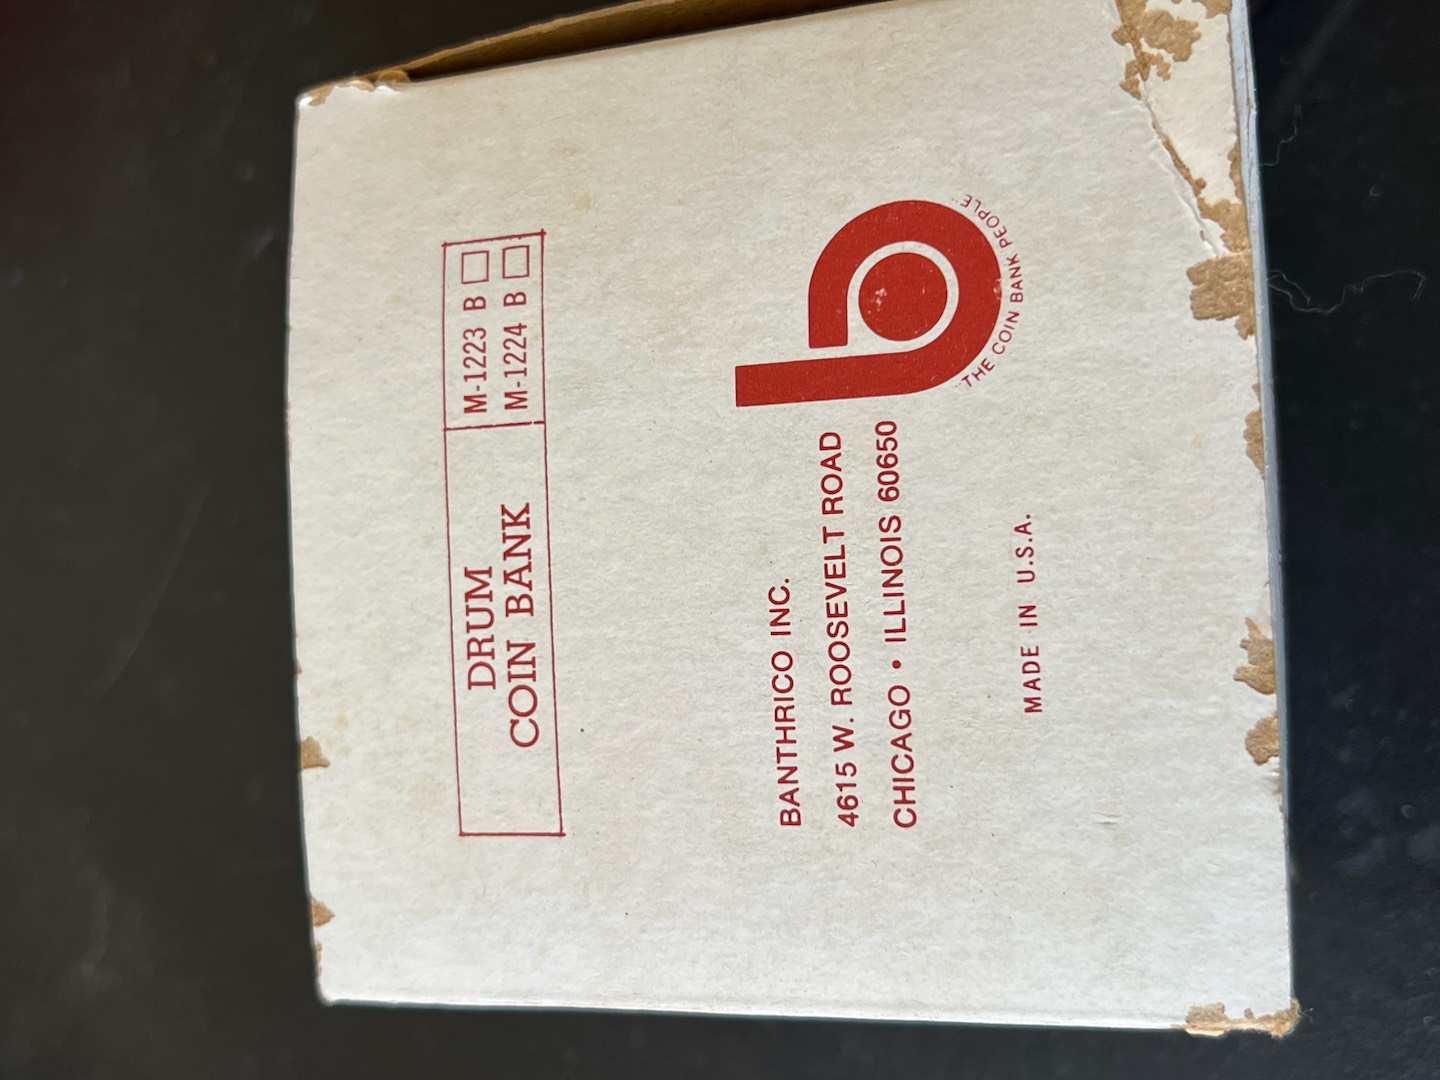 DRUM
COIN BANK
M-1223 B
M-1224 B
BANTHRICO INC.
4615 W. ROOSEVELT ROAD
CHICAGO • ILLINOIS 60650
b
"THE COIN BANK PEOPLE"
MADE IN U.S.A.